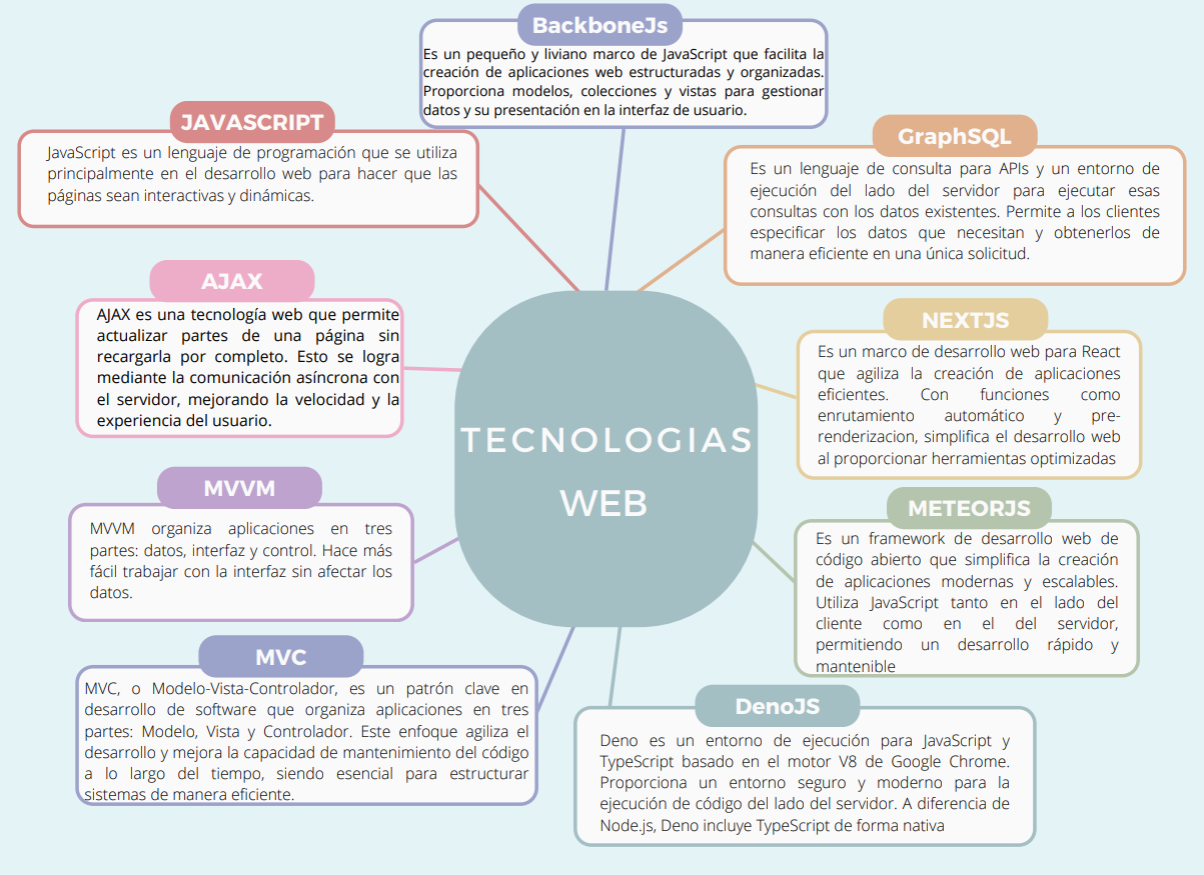 BackboneJs
Es un pequeño y liviano marco de JavaScript que facilita la
creación de aplicaciones web estructuradas y organizadas.
Proporciona modelos, colecciones y vistas para gestionar
datos y su presentación en la interfaz de usuario.
JAVASCRIPT
JavaScript es un lenguaje de programación que se utiliza
principalmente en el desarrollo web para hacer que las
páginas sean interactivas y dinámicas.
GraphSQL
Es un lenguaje de consulta para APIs y un entorno de
ejecución del lado del servidor para ejecutar esas
consultas con los datos existentes. Permite a los clientes
especificar los datos que necesitan y obtenerlos de
manera eficiente en una única solicitud.
AJAX
AJAX es una tecnología web que permite
actualizar partes de una página sin
recargarla por completo. Esto se logra
mediante la comunicación asíncrona con
el servidor, mejorando la velocidad y la
experiencia del usuario.
NEXTJS
Es un marco de desarrollo web para React
que agiliza la creación de aplicaciones
eficientes. Con funciones como
enrutamiento automático y pre-
renderizacion, simplifica el desarrollo web
al proporcionar herramientas optimizadas
TECNOLOGIAS
WEB
MVVM
MVVM organiza aplicaciones en tres
partes: datos, interfaz y control. Hace más
fácil trabajar con la interfaz sin afectar los
datos.
METEORJS
Es un framework de desarrollo web de
código abierto que simplifica la creación
de aplicaciones modernas y escalables.
Utiliza JavaScript tanto en el lado del
cliente como en el del servidor,
permitiendo un desarrollo rápido y
mantenible
MVC
MVC, o Modelo-Vista-Controlador, es un patrón clave en
desarrollo de software que organiza aplicaciones en tres
partes: Modelo, Vista y Controlador. Este enfoque agiliza el
desarrollo y mejora la capacidad de mantenimiento del código
a lo largo del tiempo, siendo esencial para estructurar
sistemas de manera eficiente.
DenoJS
Deno es un entorno de ejecución para JavaScript y
TypeScript basado en el motor V8 de Google Chrome.
Proporciona un entorno seguro y moderno para la
ejecución de código del lado del servidor. A diferencia de
Node.js, Deno incluye TypeScript de forma nativa